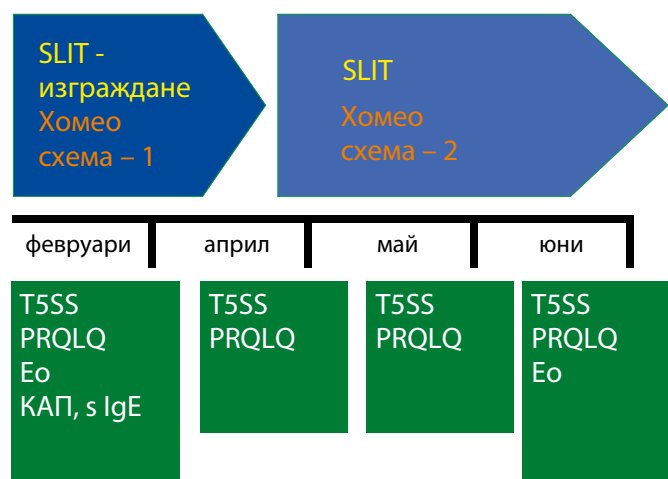 SLIT -
изграждане
Хомео
схема – 1
SLIT
Хомео
схема – 2
февруари
април
май
юни
T5SS
PRQLQ
Eo
КАП, s IgE
T5SS
PRQLQ
T5SS
PRQLQ
T5SS
PRQLQ
Eo